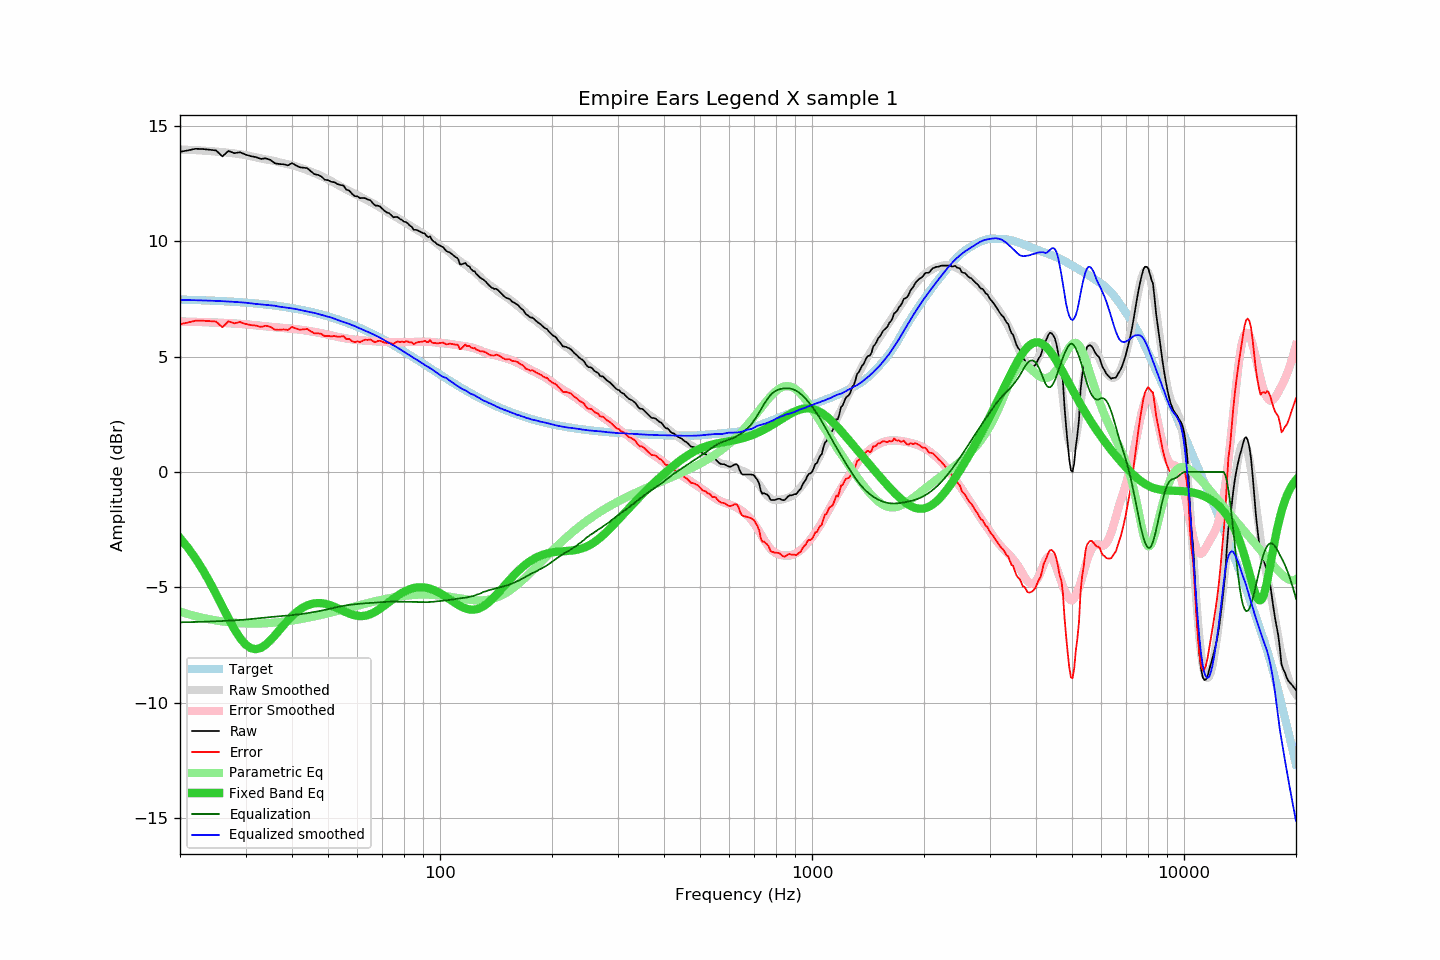 Empire Ears Legend X sample 1
15
10
5
0
−5
−10
−15
Amplitude (dBr)
Target
Raw Smoothed
Error Smoothed
Raw
Error
Parametric Eq
Fixed Band Eq
Equalization
Equalized smoothed
100
1000
10000
Frequency (Hz)